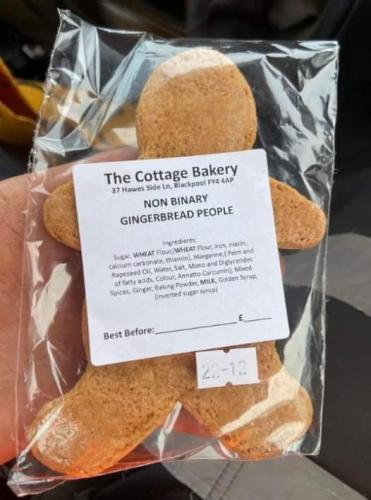 The Cottage Bakery
37 Hawes Side Ln, Blackpool FY4 4AP
NON BINARY
GINGERBREAD PEOPLE
Ingredients:
Sugar, WHEAT Flour,(WHEAT Flour, iron, niacin,
calcium carbonate, thiamin), Margarine,( Palm and
Rapeseed Oil, Water, Salt, Mono and Diglycerides
of fatty acids, Colour, Annatto Curcumin), Mixed
Spices, Ginger, Baking Powder, MILK, Golden Syrup,
(inverted sugar syrup)
Best Before:______________£_____
22-12